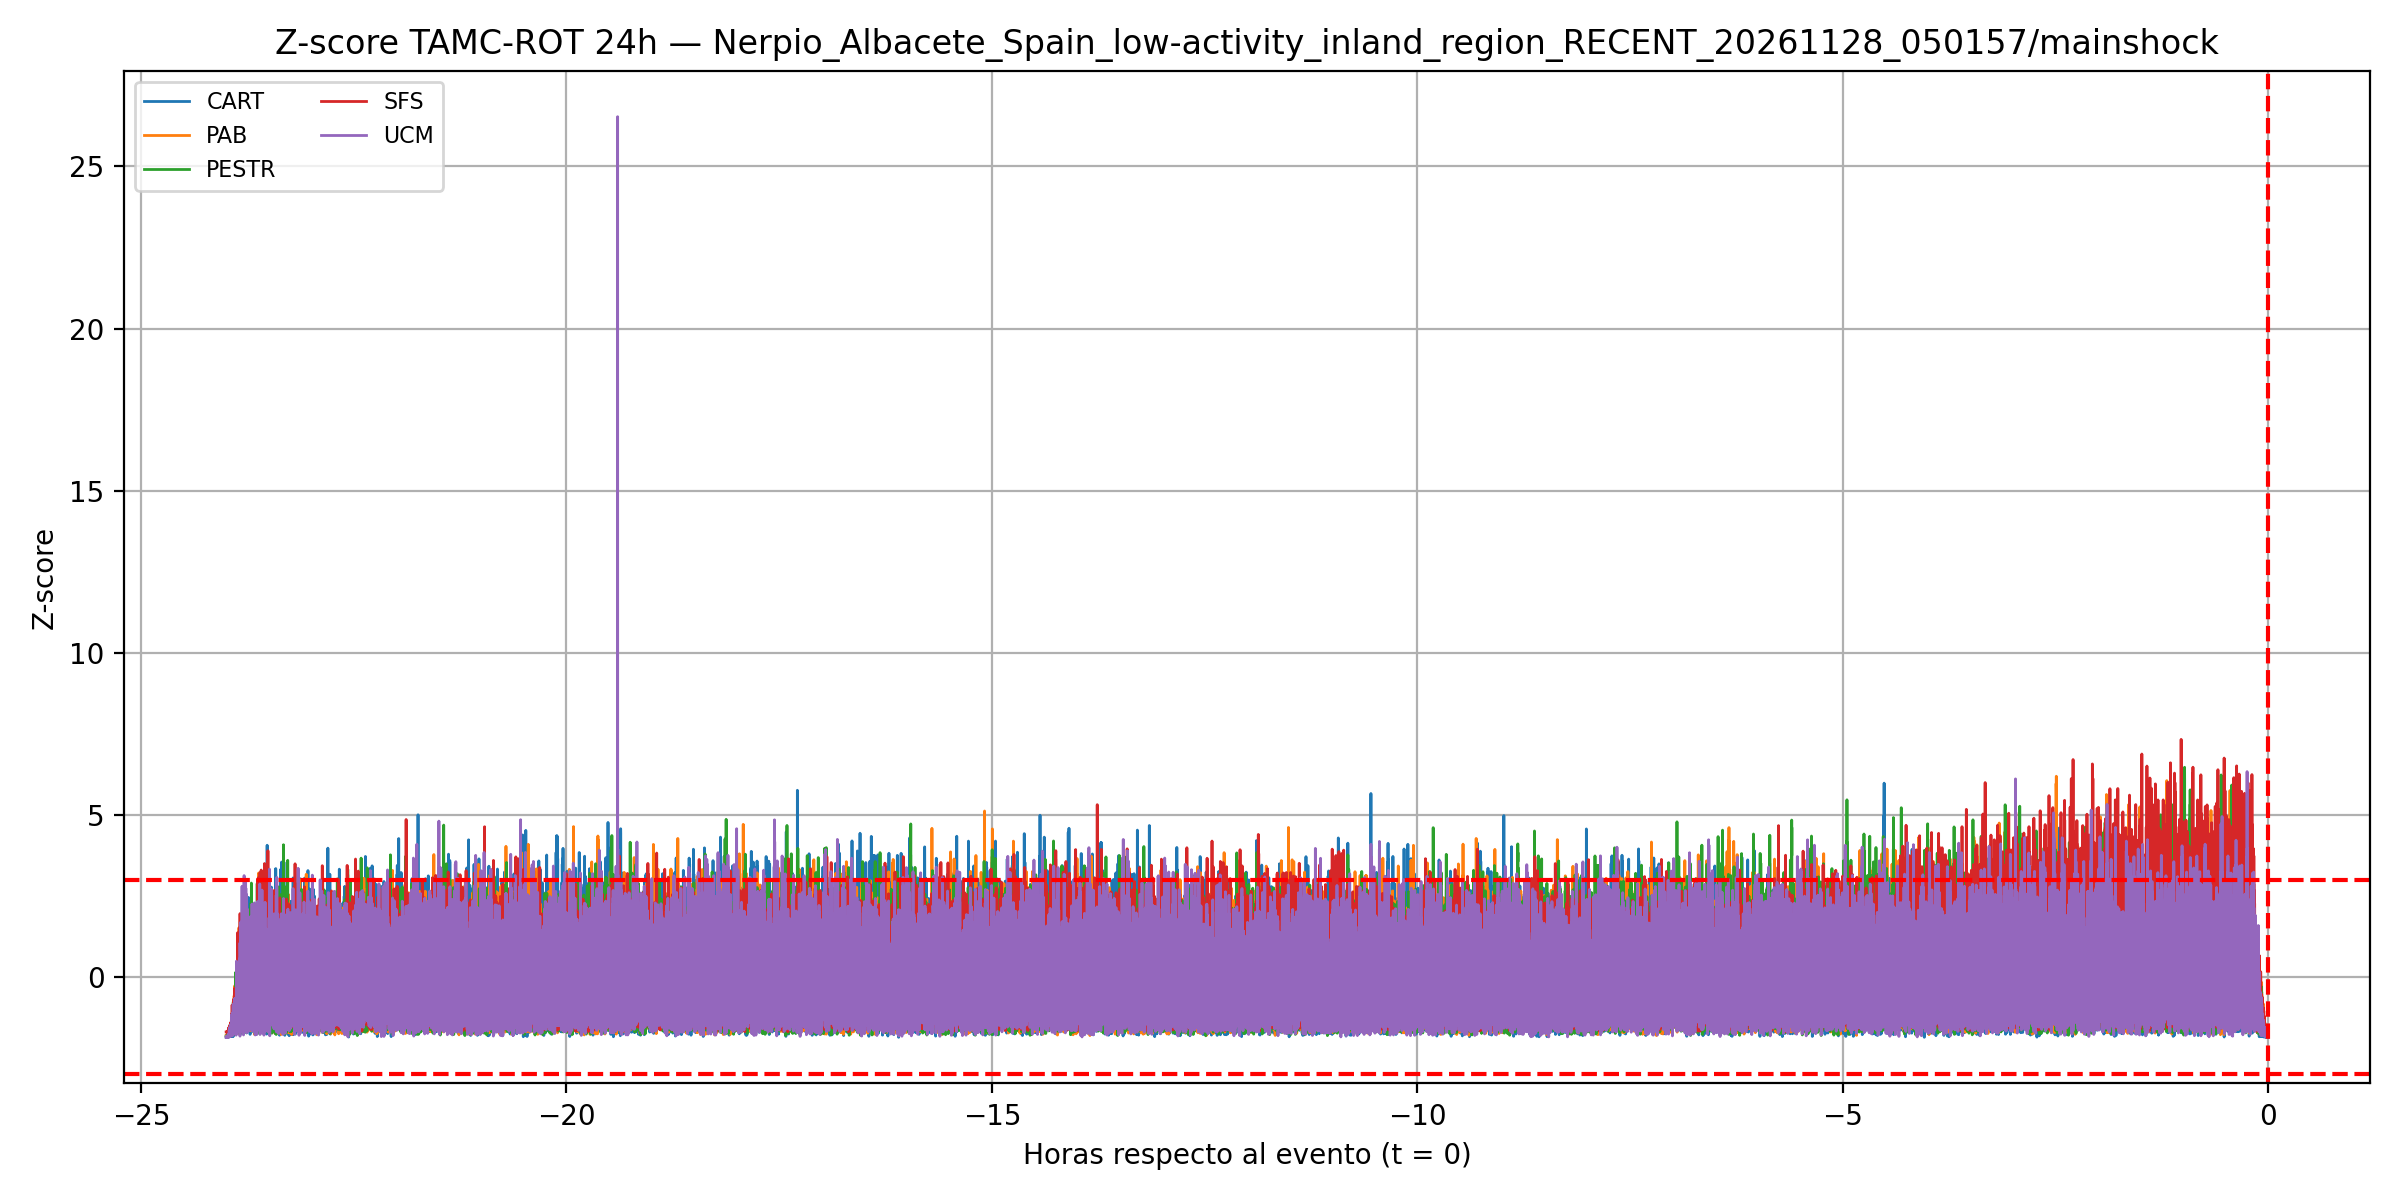 Z-score TAMC-ROT 24h — Nerpio_Albacete_Spain_low-activity_inland_region_RECENT_20261128_050157/mainshock
CART
PAB
PESTR
SFS
UCM
Z-score
25
20
15
10
5
0
−25
−20
−15
−10
−5
0
Horas respecto al evento (t = 0)